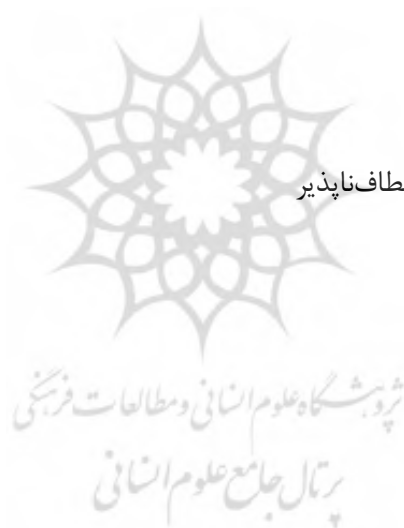 طاف‌ناپذیر
پژوهشگاه علوم انسانی و مطالعات فرهنگی
پرتال جامع علوم انسانی